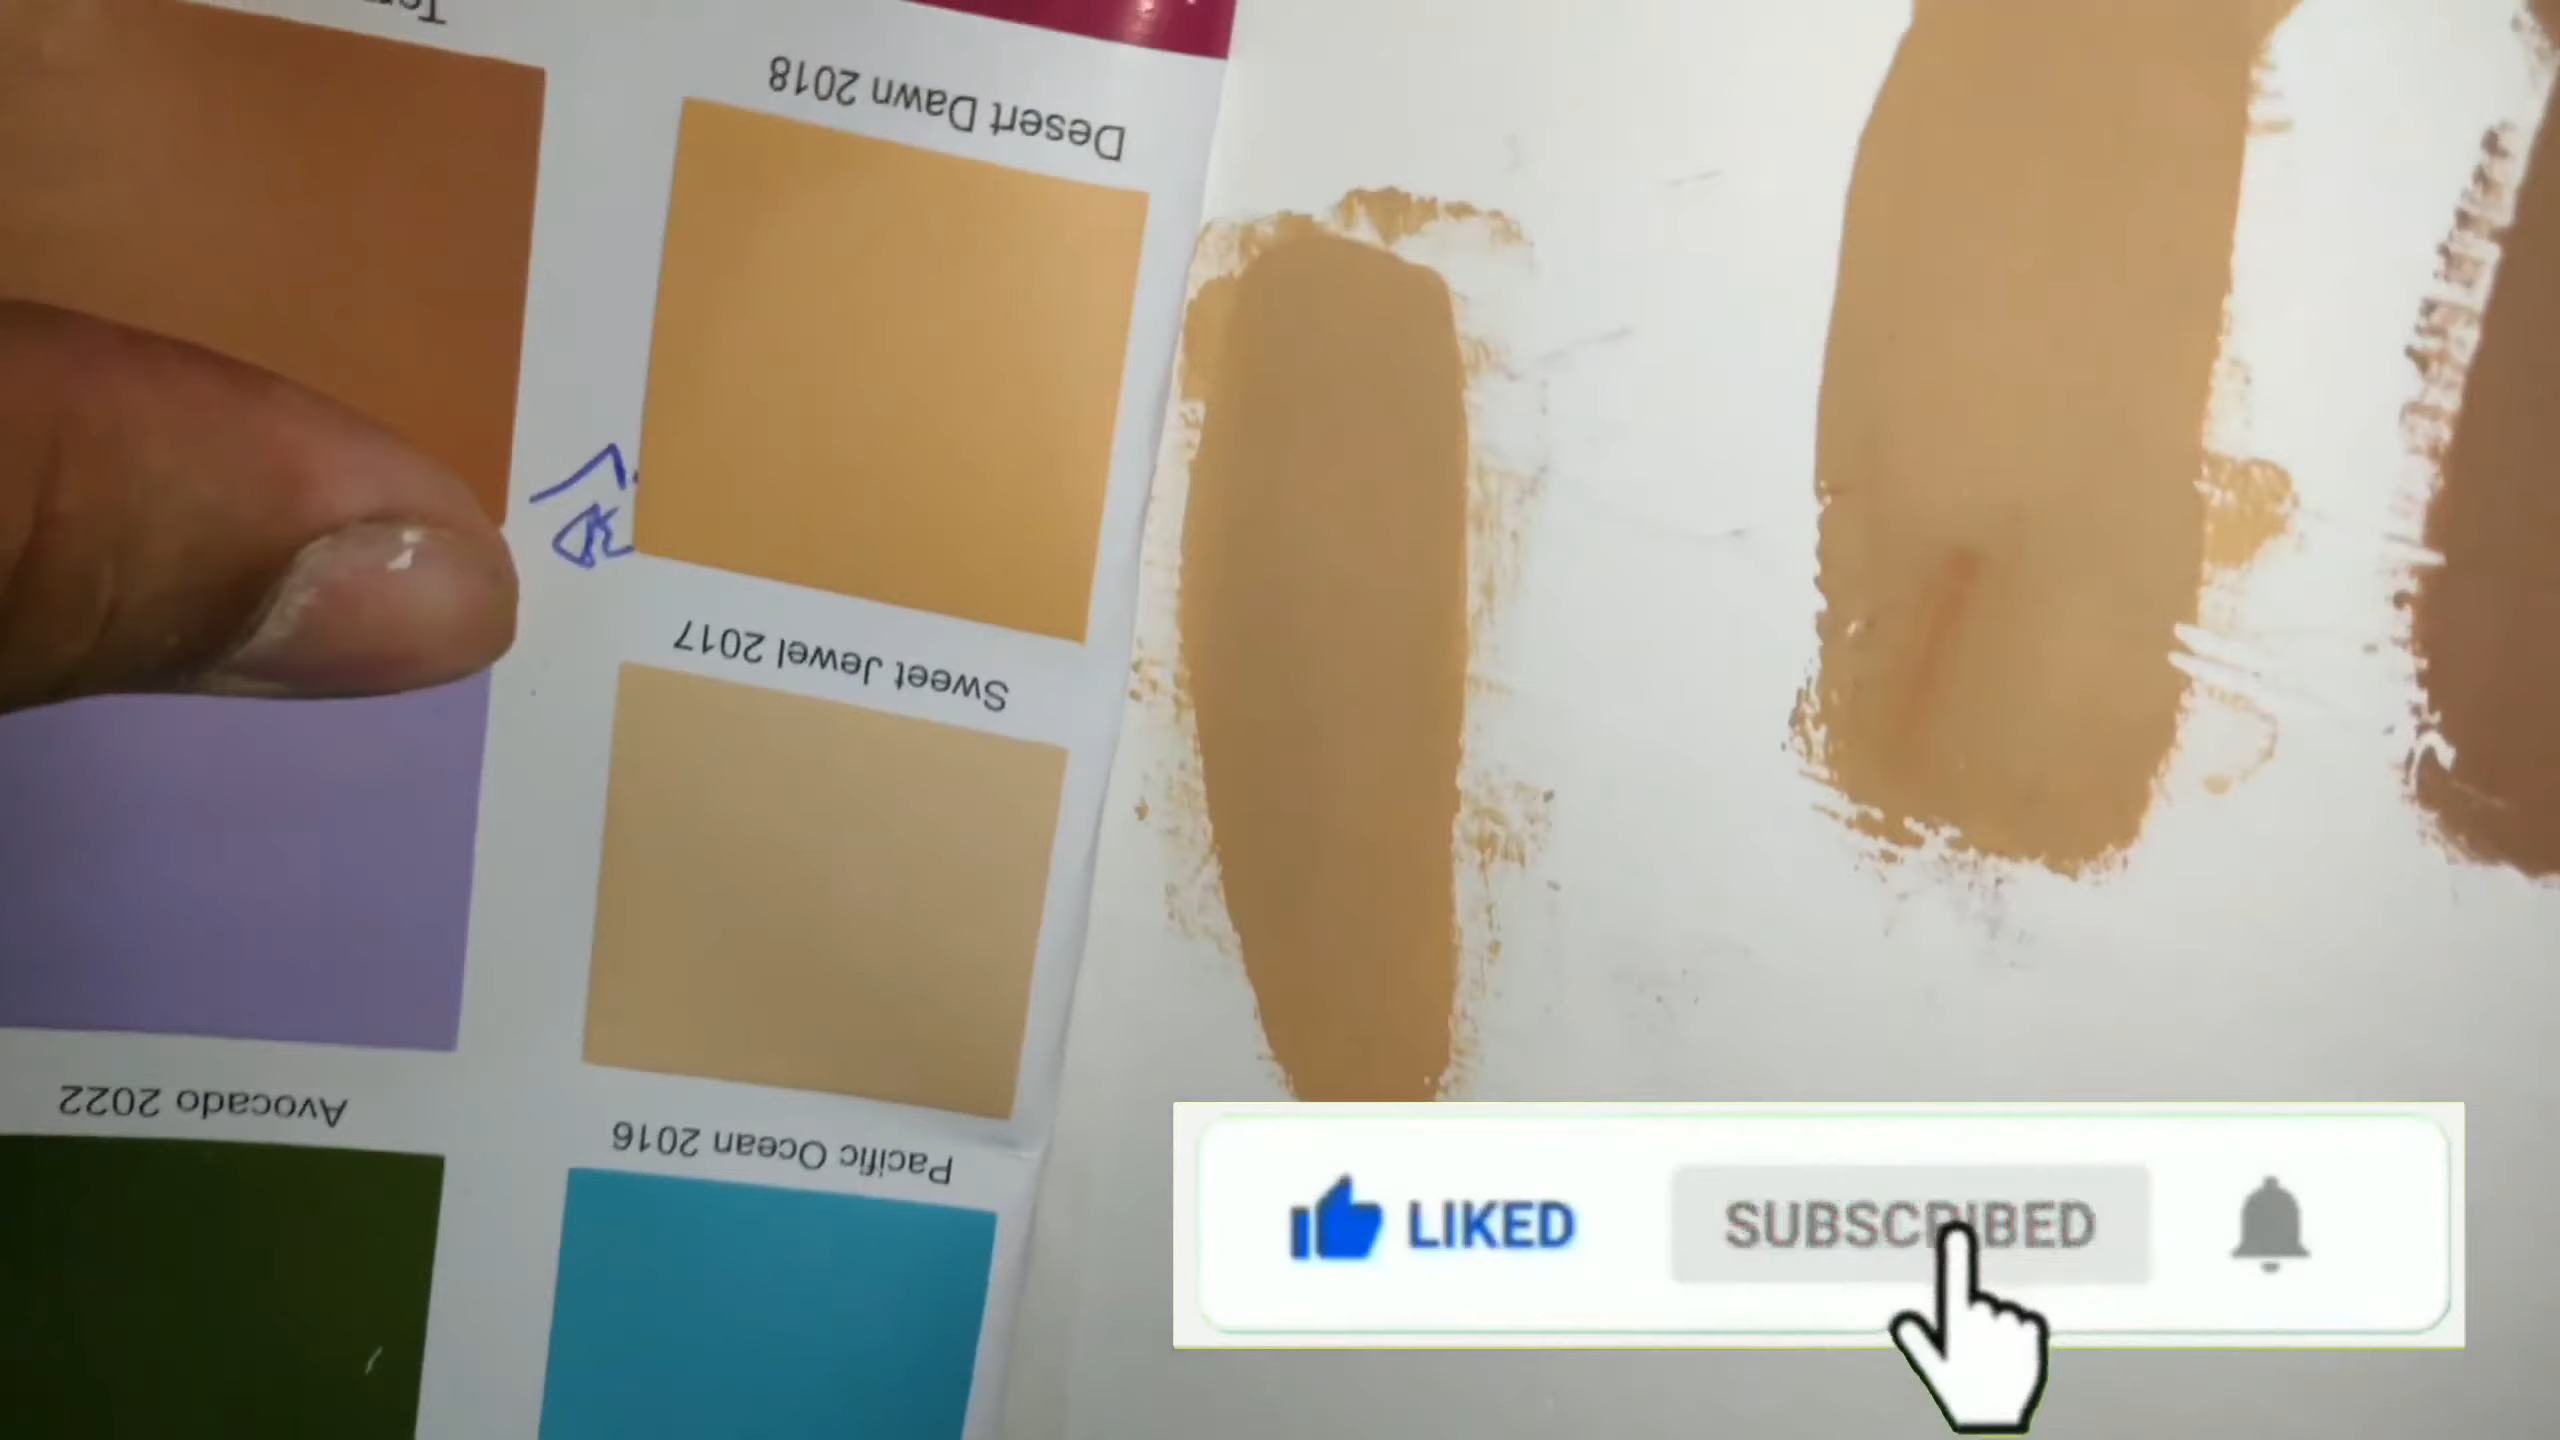 Desert Dawn 2018
Sweet Jewel 2017
Avocado 2022
Pacific Ocean 2016
LIKED
SUBSCRIBED